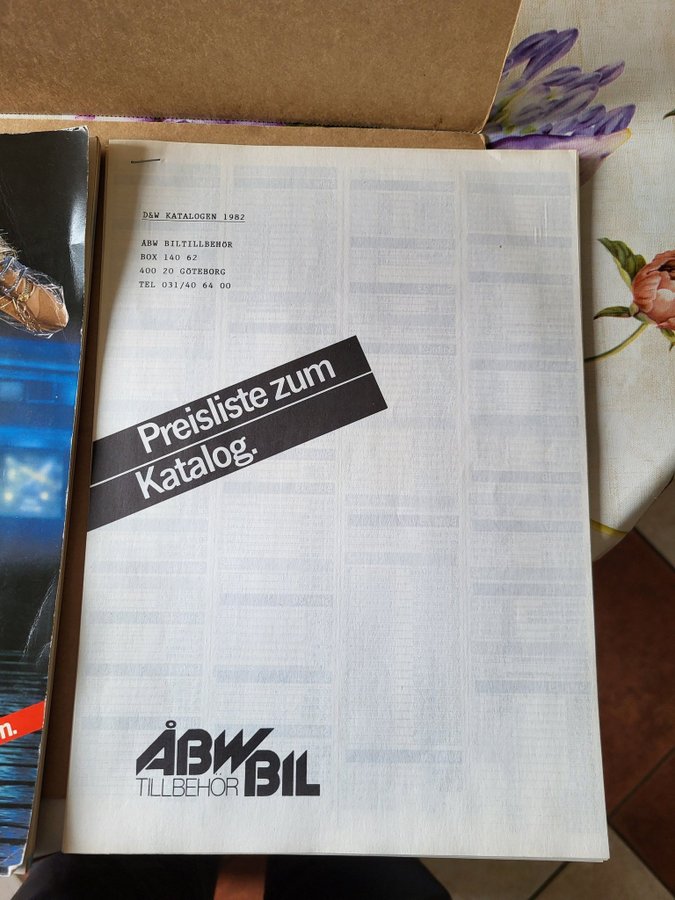 D&W KATALOGEN 1982
ÅBW BILTILLBEHÖR
BOX 140 62
400 20 GÖTEBORG
TEL 031/40 64 00
Preisliste zum
Katalog.
ÅBW BIL
TILLBEHÖR
n.